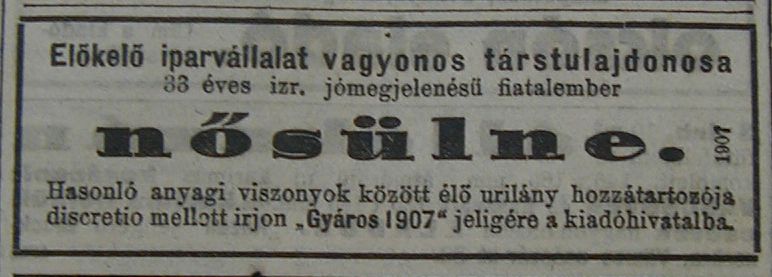 Előkelő iparvállalat vagyonos társtulajdonosa
33 éves izr. jómegjelenésű fiatalember
nősülne.
1907
Hasonló anyagi viszonyok között élő urilány hozzátartozója
discretio mellett irjon „Gyáros 1907“ jeligére a kiadóhivatalba.